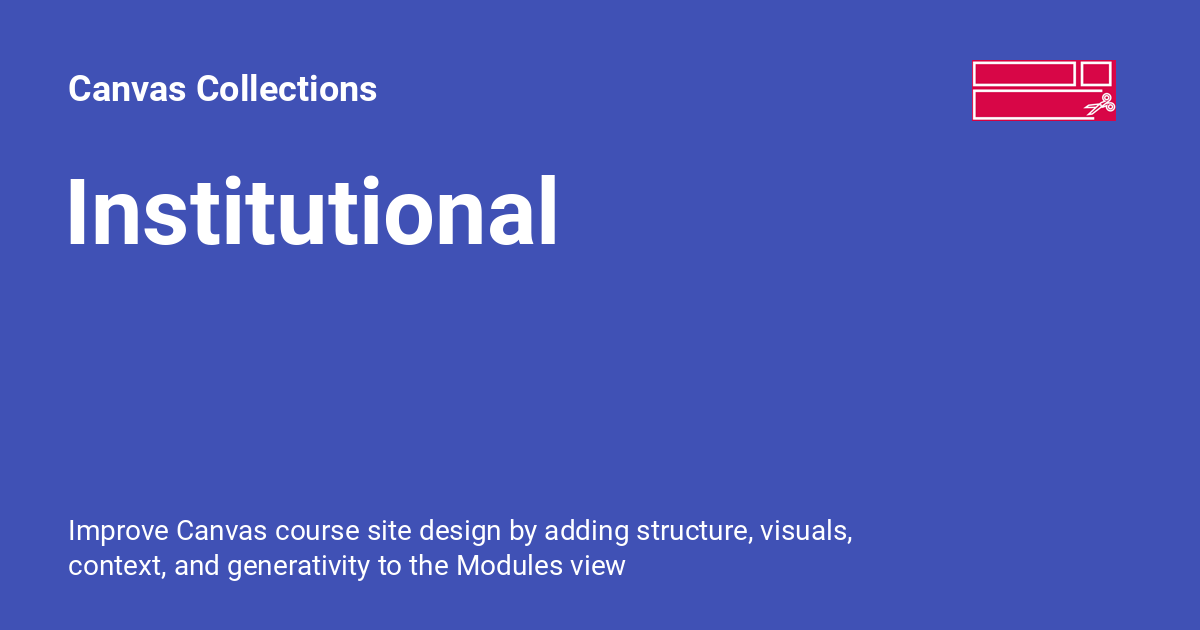 Canvas Collections
Institutional
Improve Canvas course site design by adding structure, visuals,
context, and generativity to the Modules view